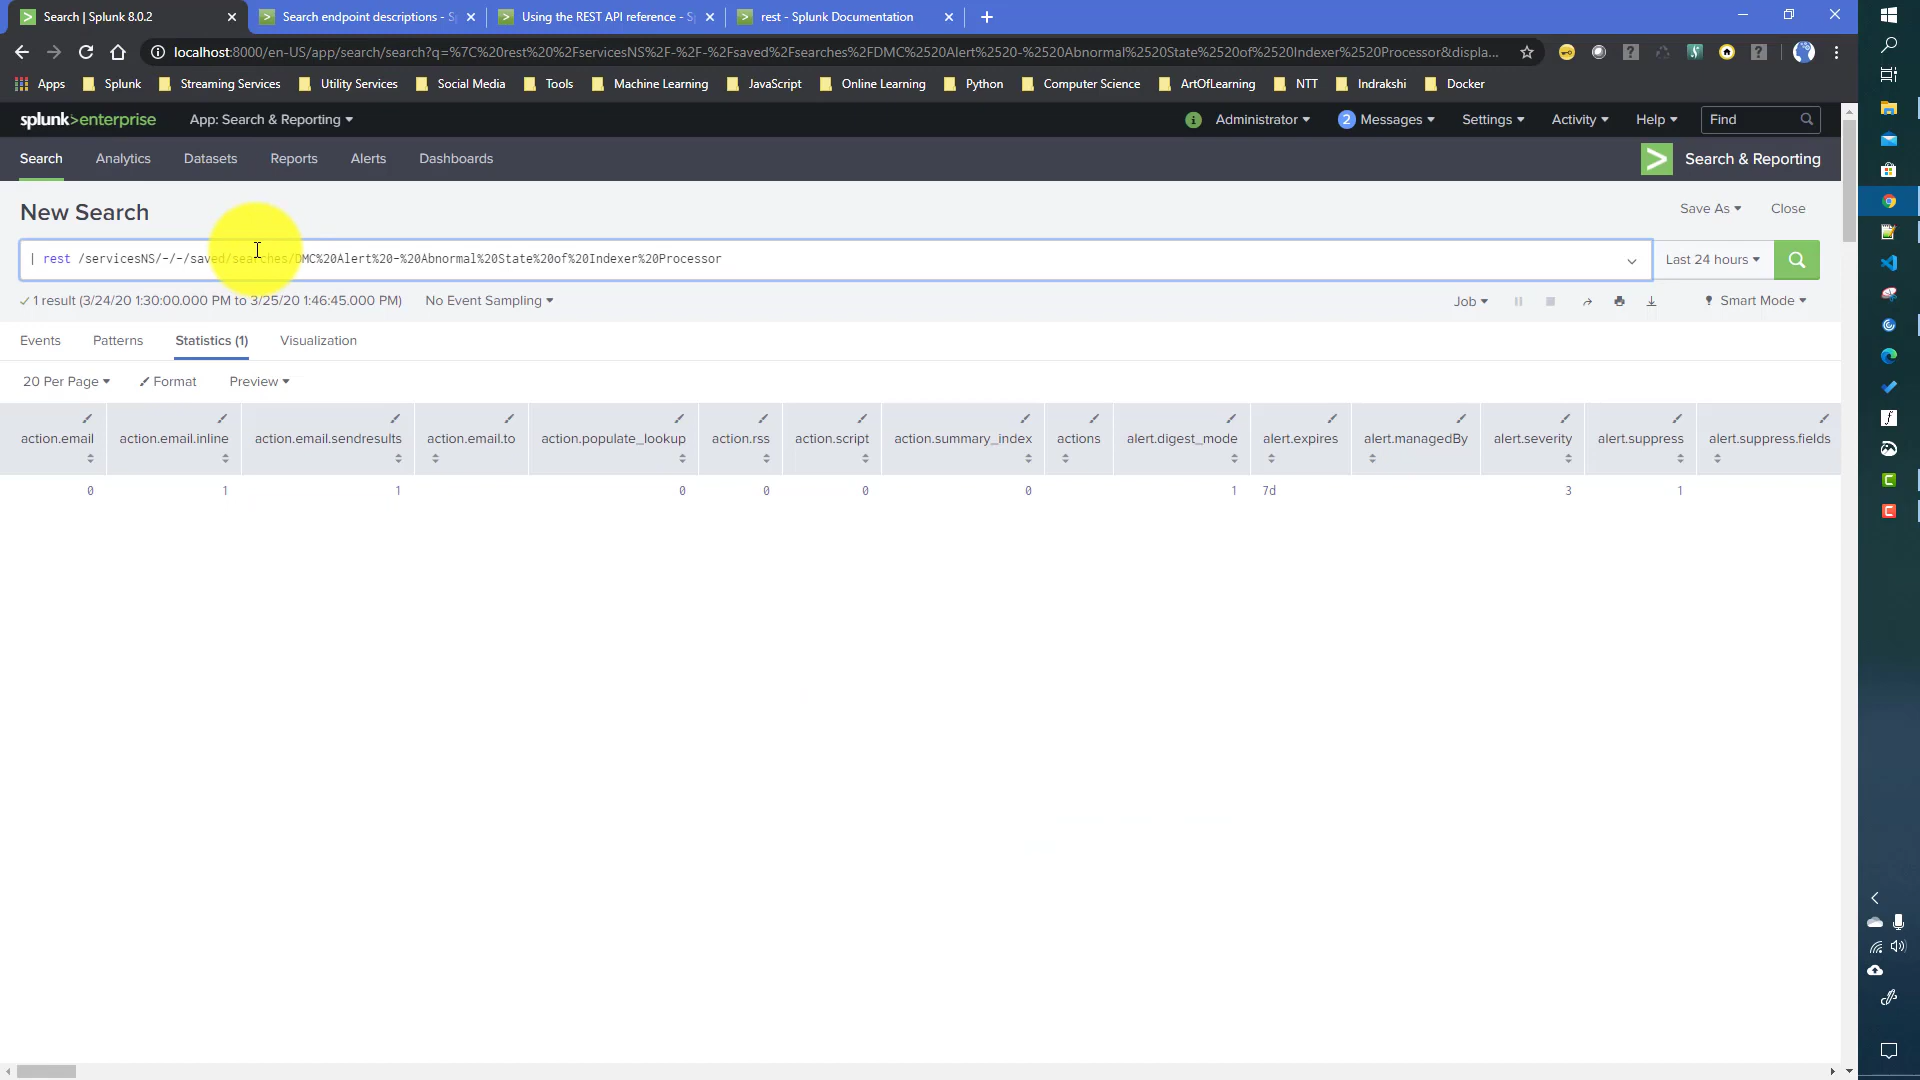 Search | Splunk 8.0.2
Search endpoint descriptions - S
Using the REST API reference - S
rest - Splunk Documentation
localhost:8000/en-US/app/search/search?q=%7C%20rest%20%2FservicesNS%2F-%2F-%2Fsaved%2Fsearches%2FDMC%2520Alert%2520-%2520Abnormal%2520State%2520of%2520Indexer%2520Processor&displa...
Apps
Splunk
Streaming Services
Utility Services
Social Media
Tools
Machine Learning
JavaScript
Online Learning
Python
Computer Science
ArtOfLearning
NTT
Indrakshi
Docker
splunk>enterprise
App: Search & Reporting
i
Administrator
2 Messages
Settings
Activity
Help
Find
Search
Analytics
Datasets
Reports
Alerts
Dashboards
Search & Reporting
New Search
Save As
Close
| rest /servicesNS/-/-/saved/searches/DMC%20Alert%20-%20Abnormal%20State%20of%20Indexer%20Processor
Last 24 hours
1 result (3/24/20 1:30:00.000 PM to 3/25/20 1:46:45.000 PM)
No Event Sampling
Job
Smart Mode
Events
Patterns
Statistics (1)
Visualization
20 Per Page
Format
Preview
action.email action.email.inline action.email.sendresults action.email.to action.populate_lookup action.rss action.script action.summary_index actions alert.digest_mode alert.expires alert.managedBy alert.severity alert.suppress alert.suppress.fields
0 1 1 0 0 0 0 1 7d 3 1